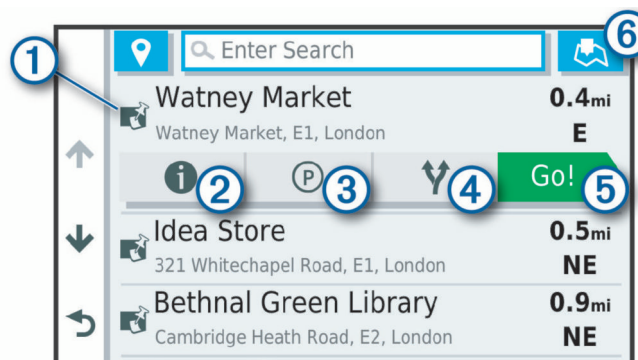 1
6
Enter Search
Watney Market 0.4mi
Watney Market, E1, London E
i 2 P 3 4 Go! 5
Idea Store 0.5mi
321 Whitechapel Road, E1, London NE
Bethnal Green Library 0.9mi
Cambridge Heath Road, E2, London NE